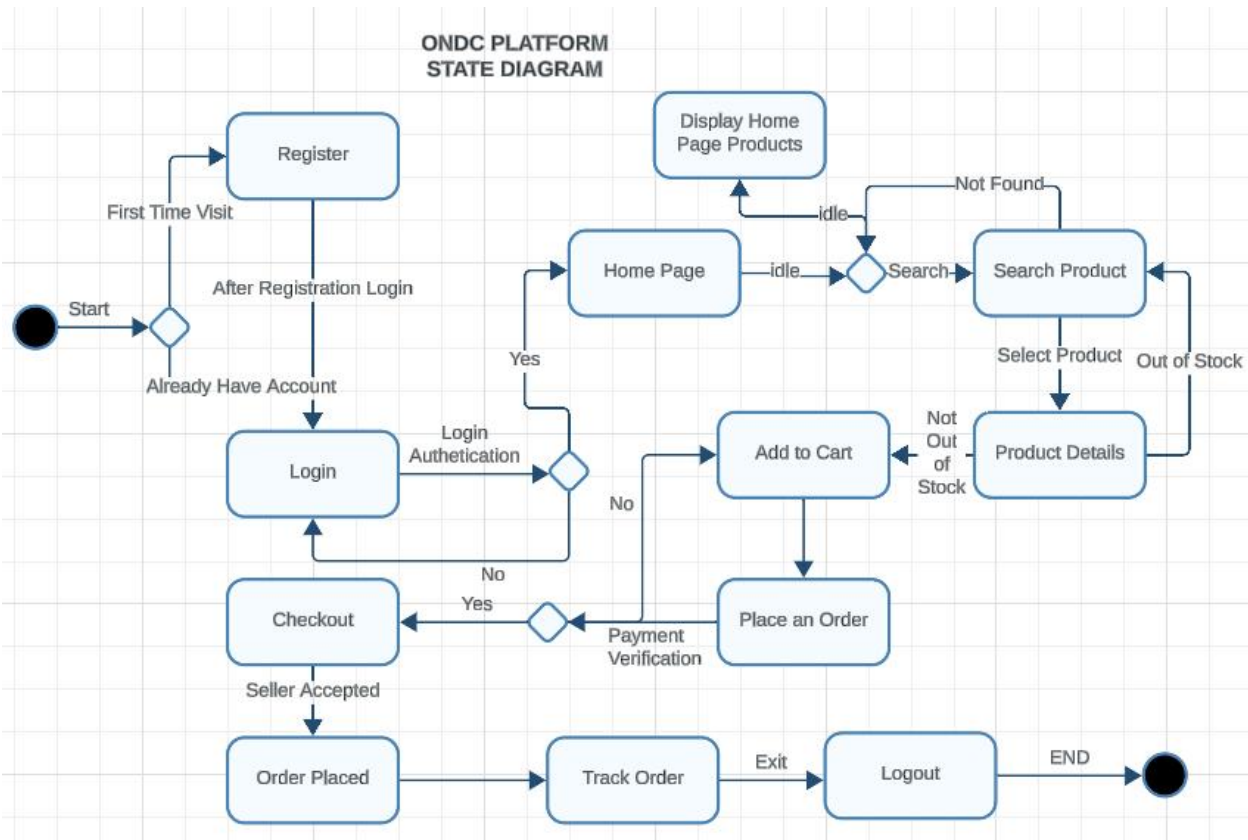 ONDC PLATFORM
STATE DIAGRAM
Display Home
Page Products
Register
Not Found
First Time Visit
idle
Home Page
idle
Search
Search Product
After Registration Login
Start
Yes
Select Product
Out of Stock
Already Have Account
Login
Login
Authetication
Add to Cart
Not
Out
of
Stock
Product Details
No
No
Checkout
Yes
Payment
Verification
Place an Order
Seller Accepted
Order Placed
Track Order
Exit
Logout
END